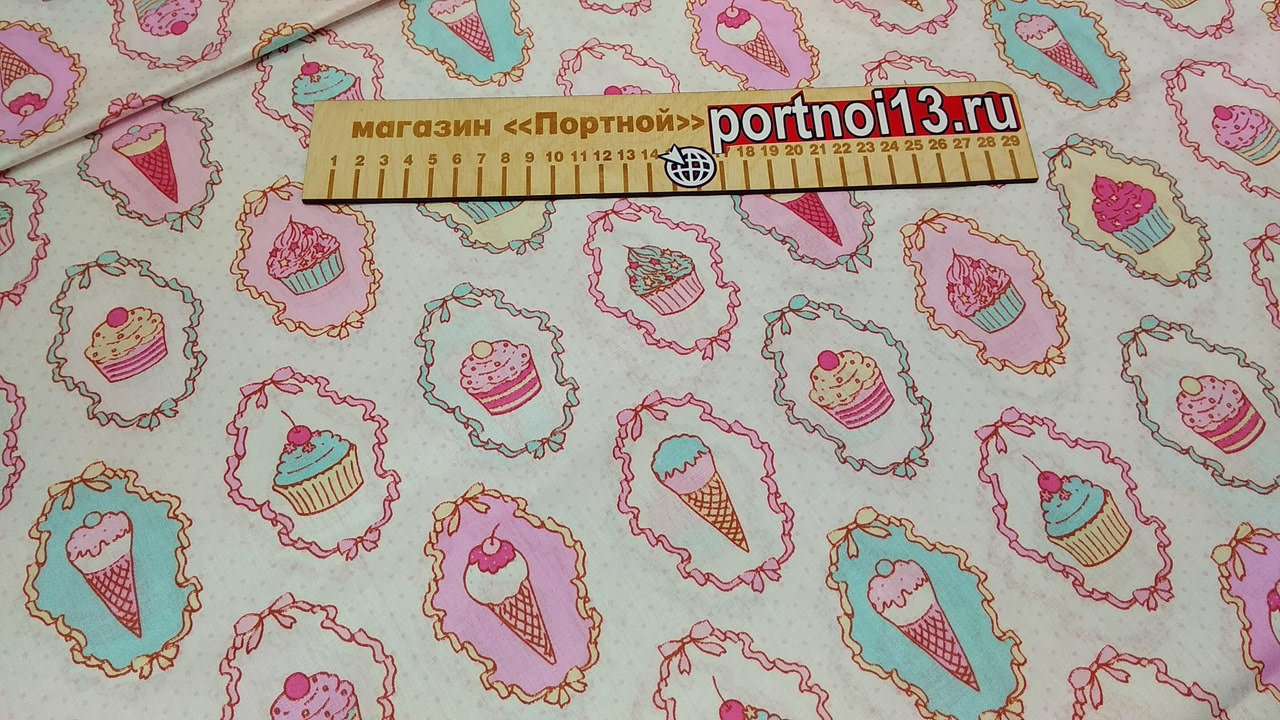 магазин <<Портной>> portnoi13.ru
1 2 3 4 5 6 7 8 9 10 11 12 13 14 18 19 20 21 22 23 24 25 26 27 28 29